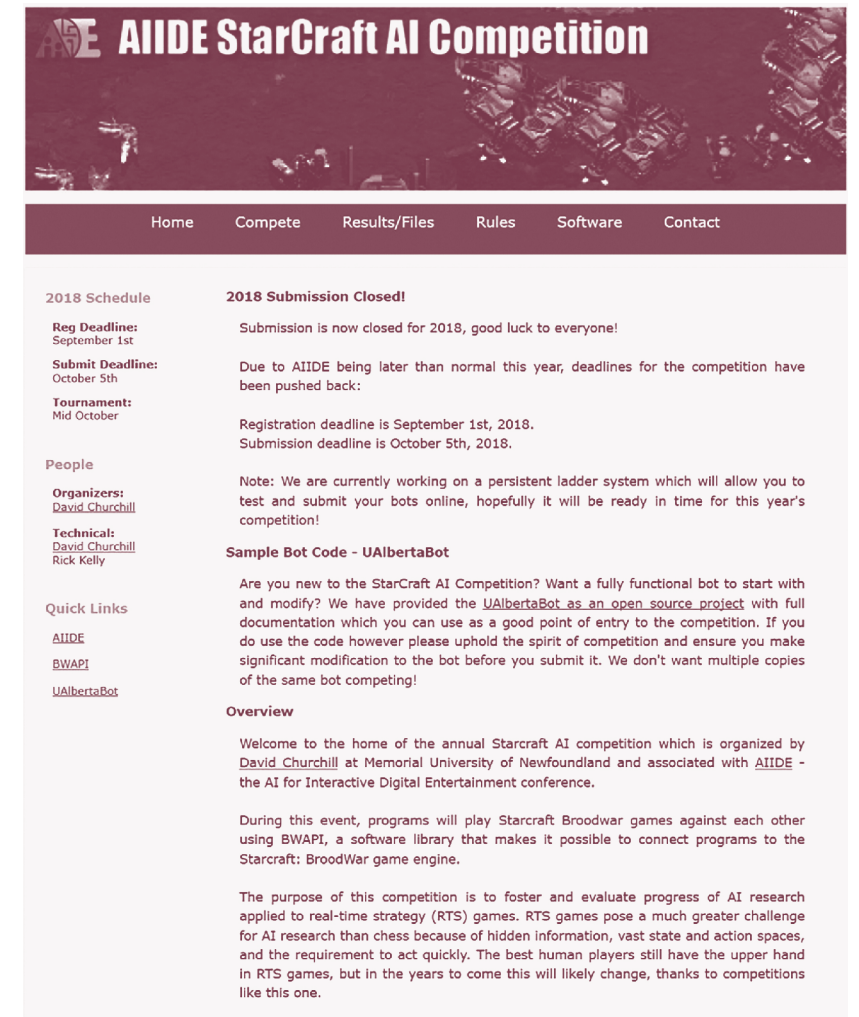 AIIDE StarCraft AI Competition
Home Compete Results/Files Rules Software Contact
2018 Schedule
Reg Deadline:
September 1st
Submit Deadline:
October 5th
Tournament:
Mid October
People
Organizers:
David Churchill
Technical:
David Churchill
Rick Kelly
Quick Links
AIIDE
BWAPI
UAlbertaBot
2018 Submission Closed!
Submission is now closed for 2018, good luck to everyone!
Due to AIIDE being later than normal this year, deadlines for the competition have
been pushed back:
Registration deadline is September 1st, 2018.
Submission deadline is October 5th, 2018.
Note: We are currently working on a persistent ladder system which will allow you to
test and submit your bots online, hopefully it will be ready in time for this year's
competition!
Sample Bot Code - UAlbertaBot
Are you new to the StarCraft AI Competition? Want a fully functional bot to start with
and modify? We have provided the UAlbertaBot as an open source project with full
documentation which you can use as a good point of entry to the competition. If you
do use the code however please uphold the spirit of competition and ensure you make
significant modification to the bot before you submit it. We don't want multiple copies
of the same bot competing!
Overview
Welcome to the home of the annual Starcraft AI competition which is organized by
David Churchill at Memorial University of Newfoundland and associated with AIIDE -
the AI for Interactive Digital Entertainment conference.
During this event, programs will play Starcraft Broodwar games against each other
using BWAPI, a software library that makes it possible to connect programs to the
Starcraft: BroodWar game engine.
The purpose of this competition is to foster and evaluate progress of AI research
applied to real-time strategy (RTS) games. RTS games pose a much greater challenge
for AI research than chess because of hidden information, vast state and action spaces,
and the requirement to act quickly. The best human players still have the upper hand
in RTS games, but in the years to come this will likely change, thanks to competitions
like this one.